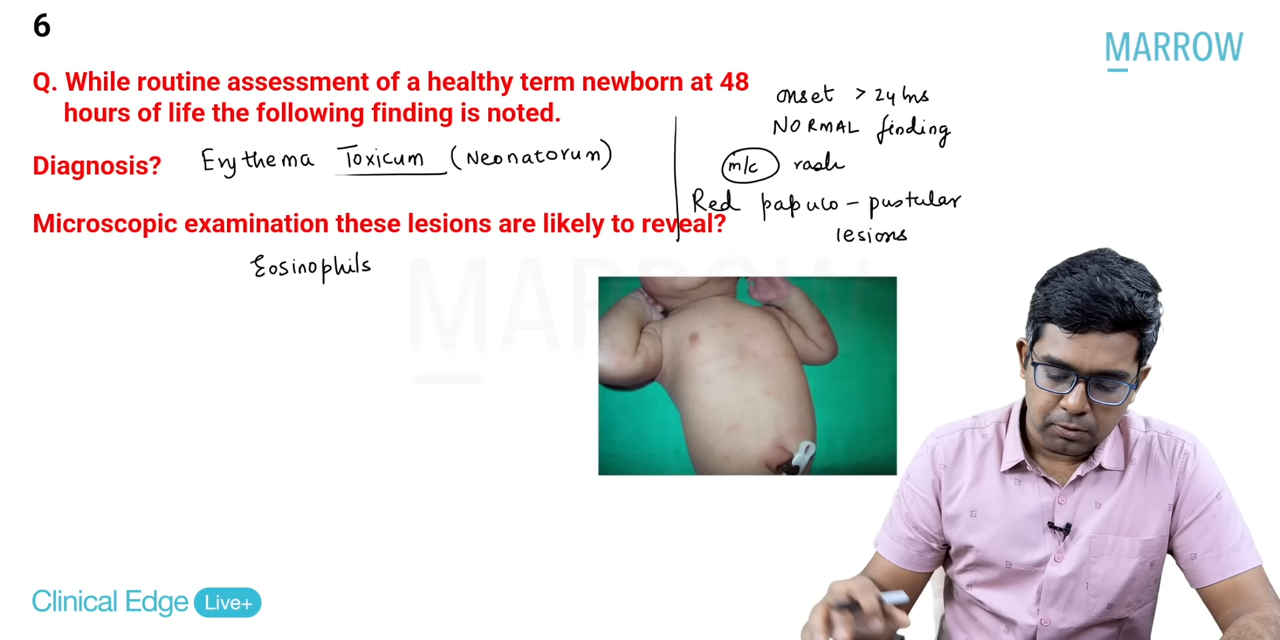 6
MARROW
Q. While routine assessment of a healthy term newborn at 48
hours of life the following finding is noted.
onset > 24 hrs
NORMAL finding
Diagnosis?
Erythema Toxicum (Neonatorum)
m/c rash
Red papulo - pustular
lesions
Microscopic examination these lesions are likely to reveal?
Eosinophils
MARROW
Clinical Edge Live+